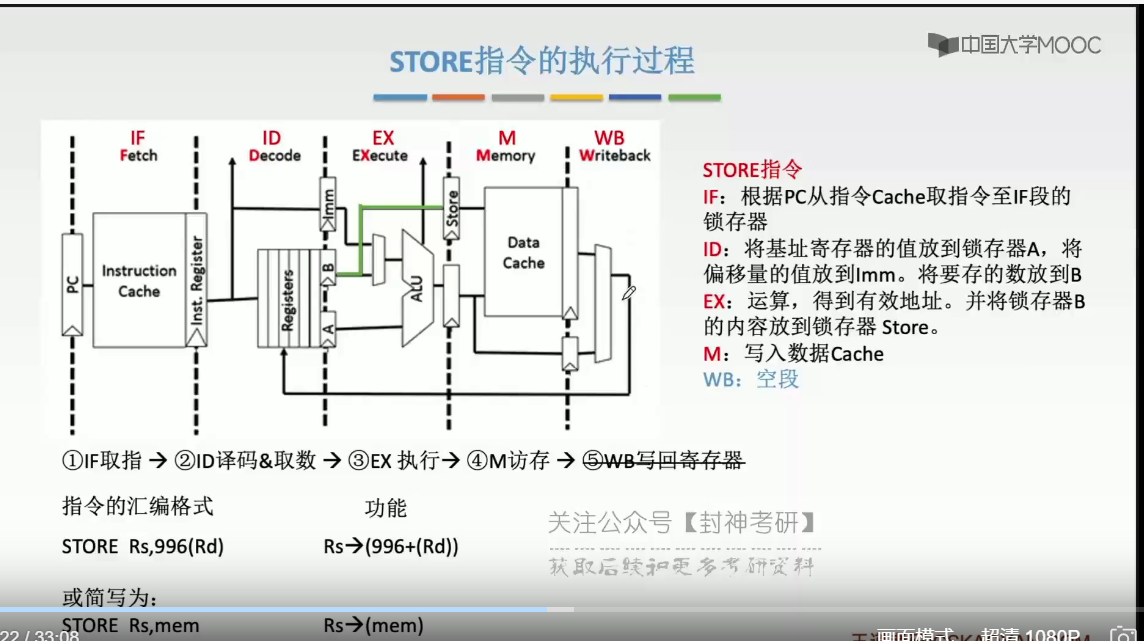 中国大学MOOC
STORE指令的执行过程
IF
Fetch
ID
Decode
EX
EXecute
M
Memory
WB
Writeback
PC
Instruction
Cache
Inst. Register
Registers
Imm
B
A
ALU
Store
Data
Cache
STORE指令
IF：根据PC从指令Cache取指令至IF段的
锁存器
ID：将基址寄存器的值放到锁存器A，将
偏移量的值放到Imm。将要存的数放到B
EX：运算，得到有效地址。并将锁存器B
的内容放到锁存器 Store。
M：写入数据Cache
WB：空段
①IF取指 → ②ID译码&取数 → ③EX 执行→ ④M访存 → ⑤WB写回寄存器
指令的汇编格式 功能
STORE Rs,996(Rd) Rs→(996+(Rd))
或简写为：
STORE Rs,mem Rs→(mem)
关注公众号【封神考研】
获取后续和更多考研资料
22 / 33:08
画面模式 超清 1080P